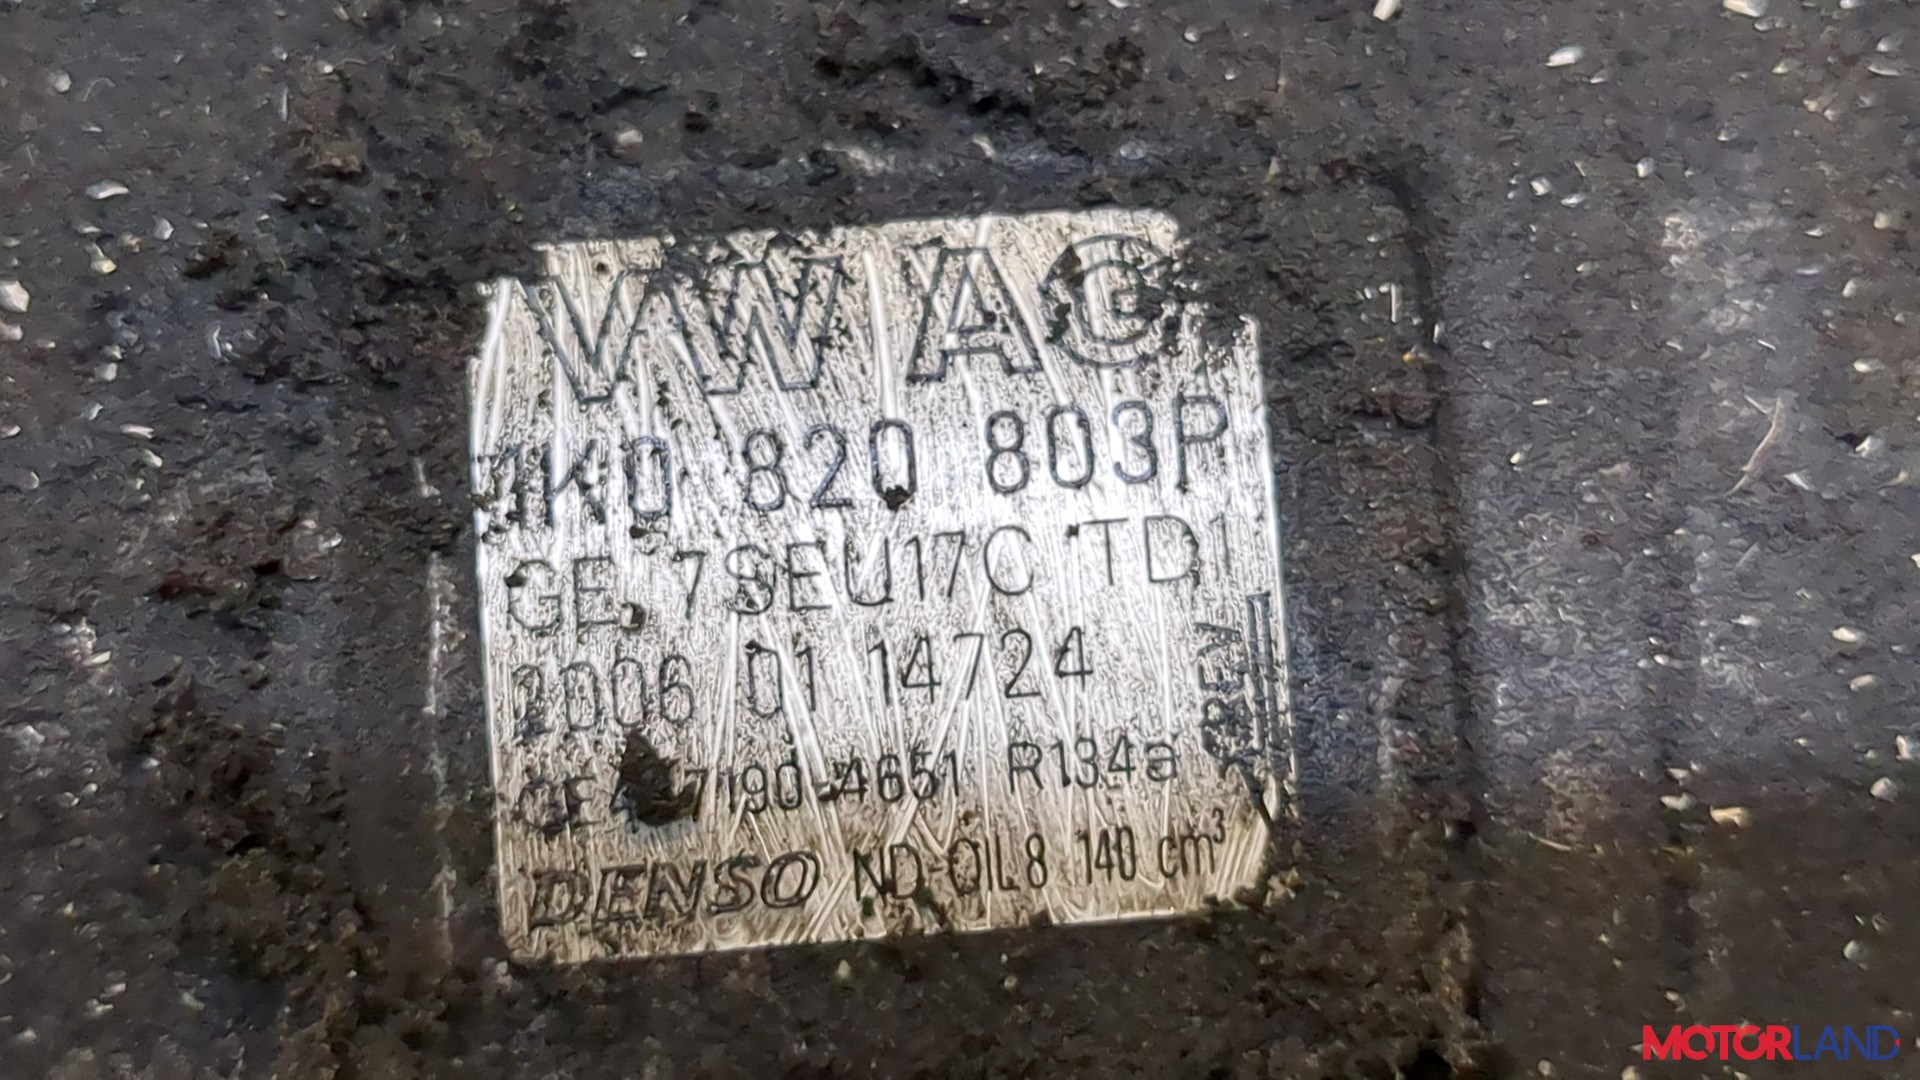 VW AG
1K0 820 803P
GE. 7SEU17C TD1
2006 01 14724
GE4 7190-4651 R134a
DENSO ND-OIL8 140 cm³
MOTORLAND